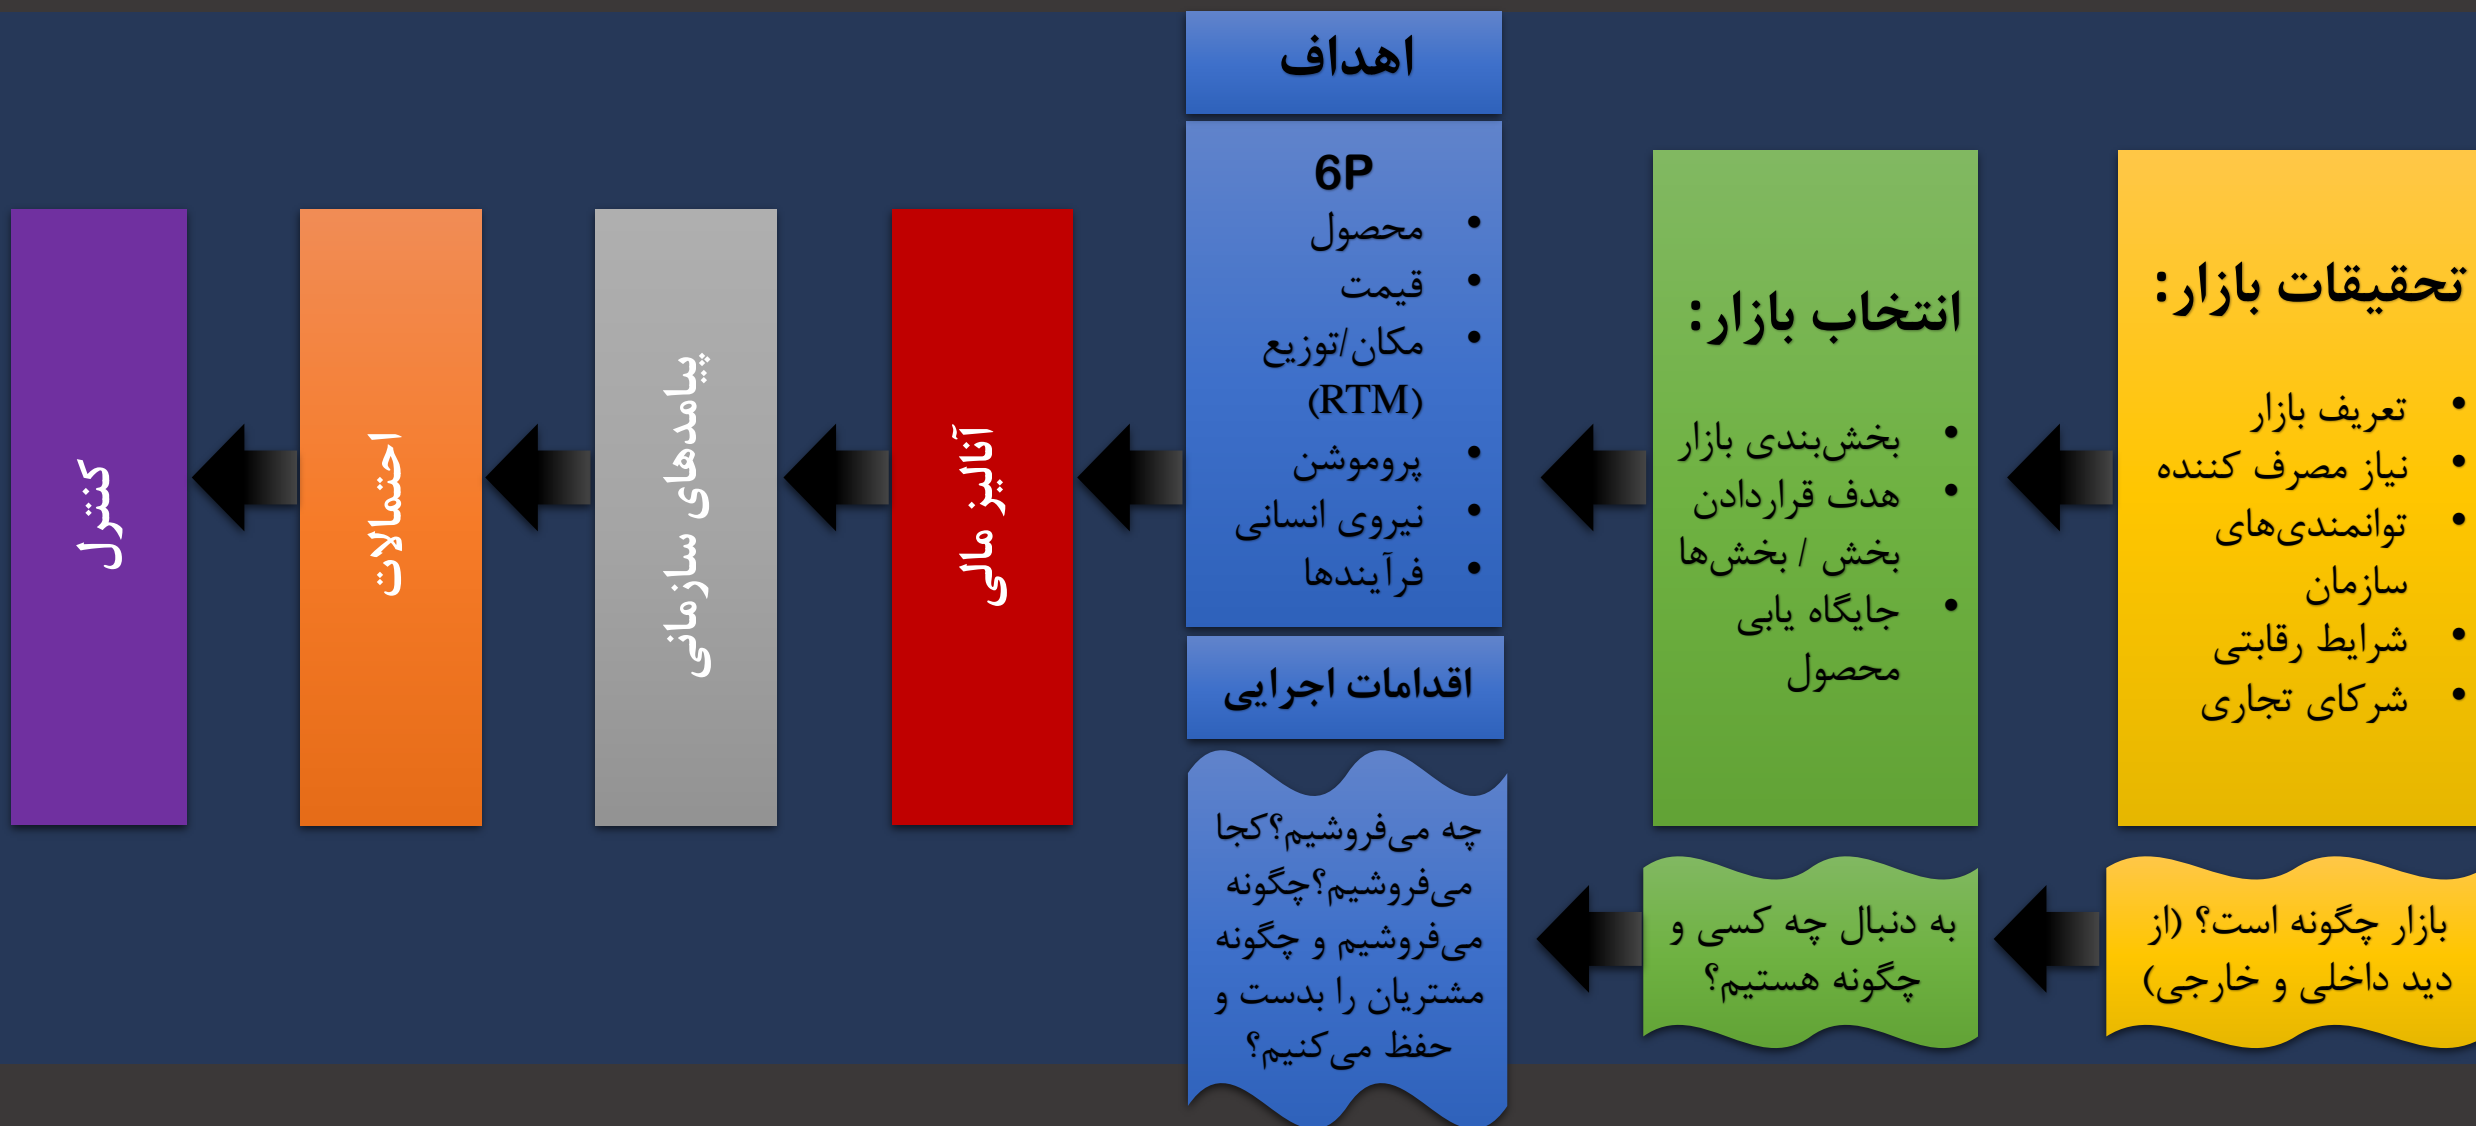 تحقیقات بازار:
• تعریف بازار
• نیاز مصرف کننده
• توانمندی‌های
سازمان
• شرایط رقابتی
• شرکای تجاری
بازار چگونه است؟ (از
دید داخلی و خارجی)
انتخاب بازار:
• بخش‌بندی بازار
• هدف قراردادن
بخش / بخش‌ها
• جایگاه یابی
محصول
به دنبال چه کسی و
چگونه هستیم؟
اهداف
6P
• محصول
• قیمت
• مکان/توزیع
(RTM)
• پروموشن
• نیروی انسانی
• فرآیندها
اقدامات اجرایی
چه می‌فروشیم؟کجا
می‌فروشیم؟چگونه
می‌فروشیم و چگونه
مشتریان را بدست و
حفظ می‌کنیم؟
آنالیز مالی
پیامدهای سازمانی
احتمالات
کنترل